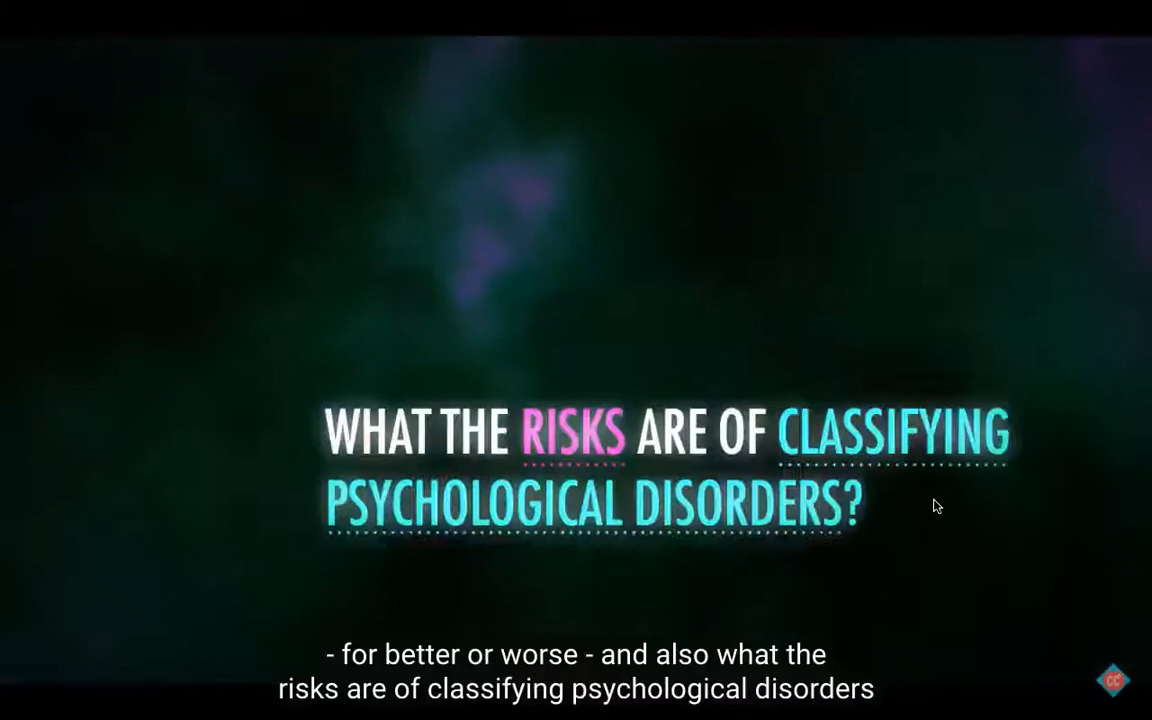 WHAT THE RISKS ARE OF CLASSIFYING
PSYCHOLOGICAL DISORDERS?
- for better or worse - and also what the
risks are of classifying psychological disorders
CC